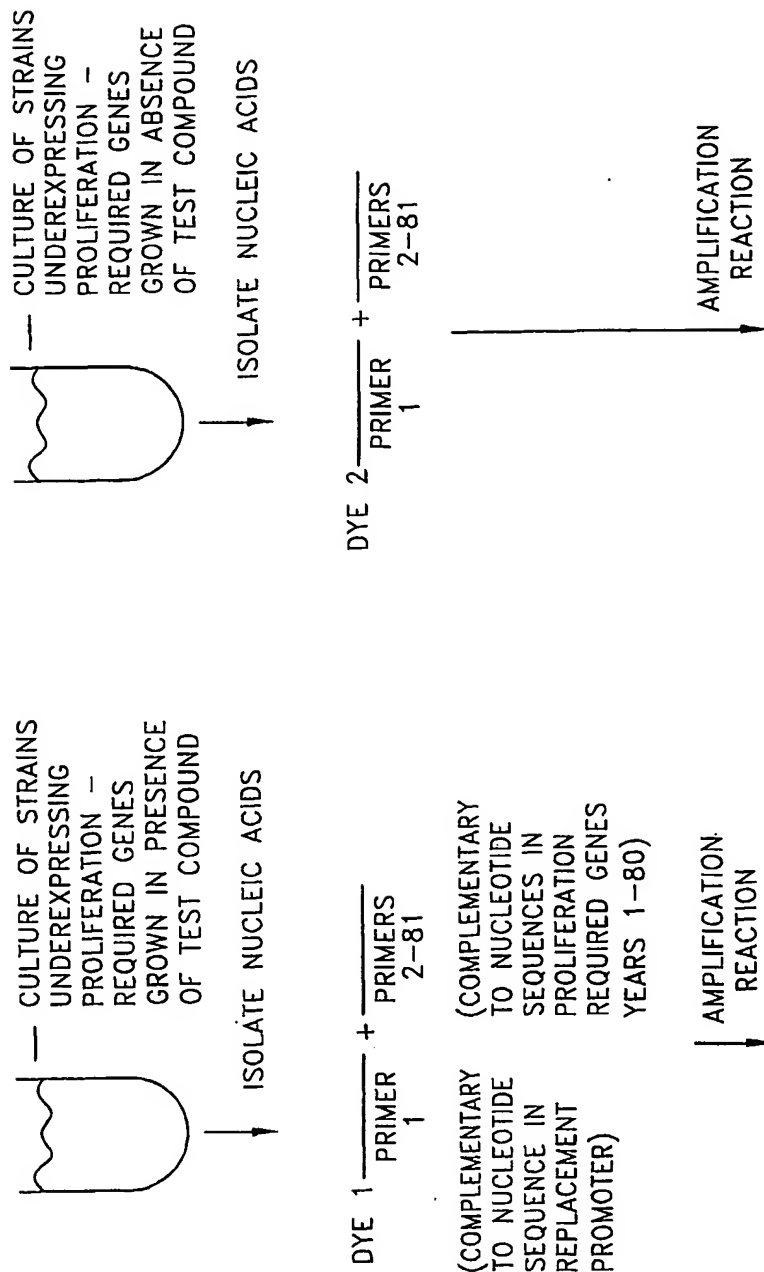 — CULTURE OF STRAINS
UNDEREXPRESSING
PROLIFERATION –
REQUIRED GENES
GROWN IN PRESENCE
OF TEST COMPOUND
ISOLATE NUCLEIC ACIDS
DYE 1
PRIMER
1
+
PRIMERS
2–81
(COMPLEMENTARY
TO NUCLEOTIDE
SEQUENCE IN
REPLACEMENT
PROMOTER)
(COMPLEMENTARY
TO NUCLEOTIDE
SEQUENCES IN
PROLIFERATION
REQUIRED GENES
YEARS 1–80)
AMPLIFICATION
REACTION
— CULTURE OF STRAINS
UNDEREXPRESSING
PROLIFERATION –
REQUIRED GENES
GROWN IN ABSENCE
OF TEST COMPOUND
ISOLATE NUCLEIC ACIDS
DYE 2
PRIMER
1
+
PRIMERS
2–81
AMPLIFICATION
REACTION